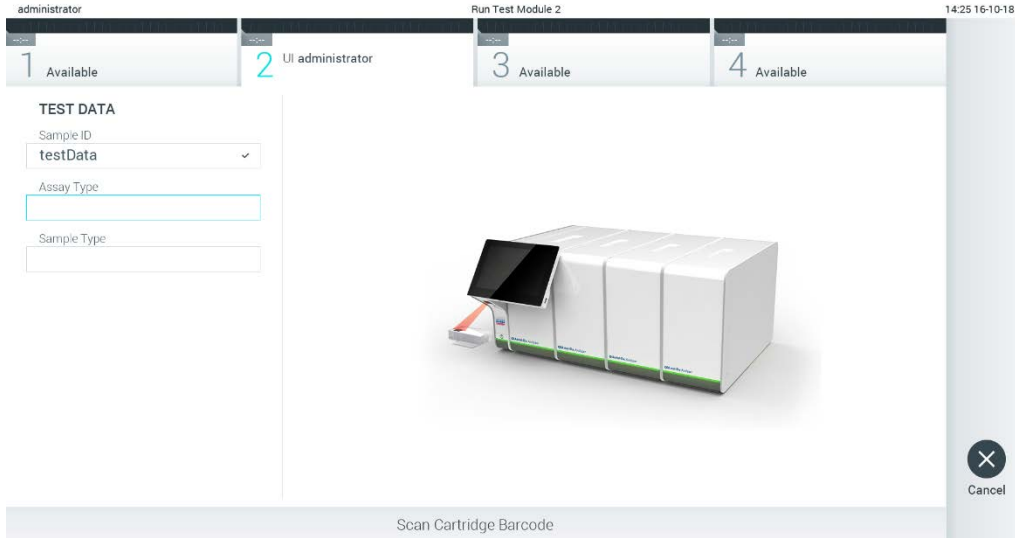 administrator Run Test Module 2 14:25 16-10-18
--:-- --:-- --:-- --:--
1 Available 2 UI administrator 3 Available 4 Available
TEST DATA
Sample ID
testData
Assay Type
Sample Type
Cancel
Scan Cartridge Barcode